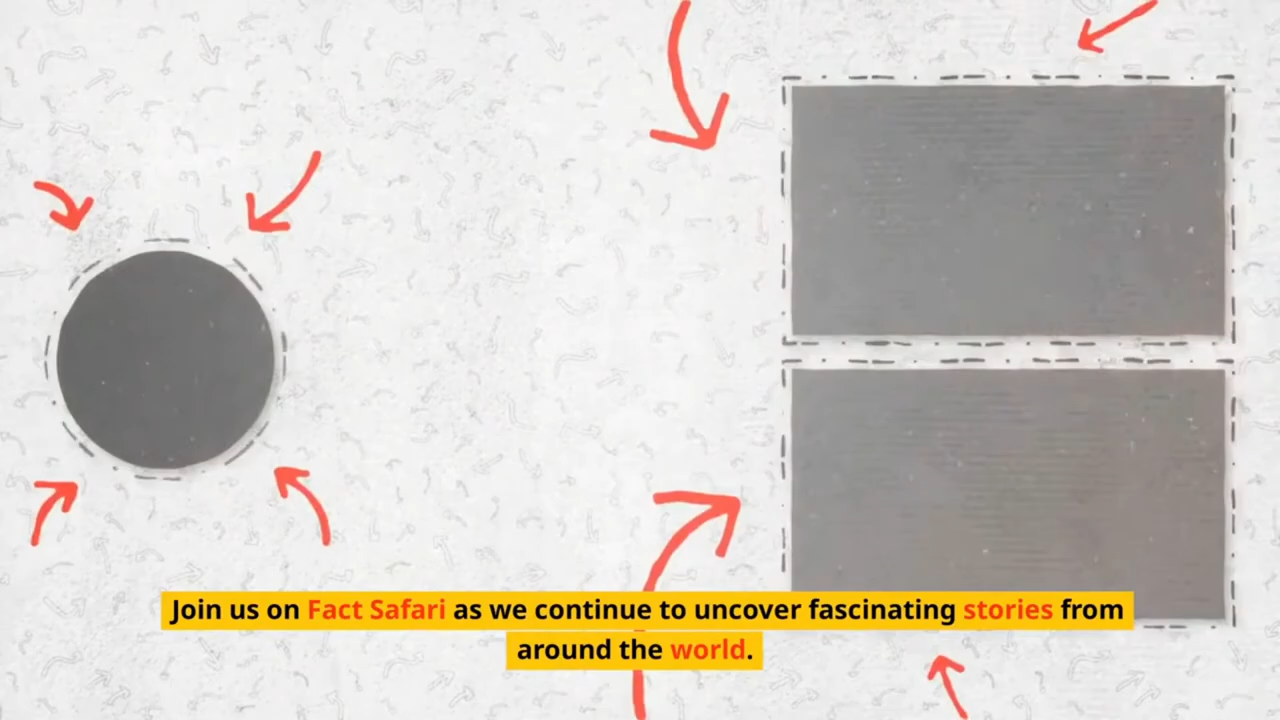 Join us on Fact Safari as we continue to uncover fascinating stories from
around the world.